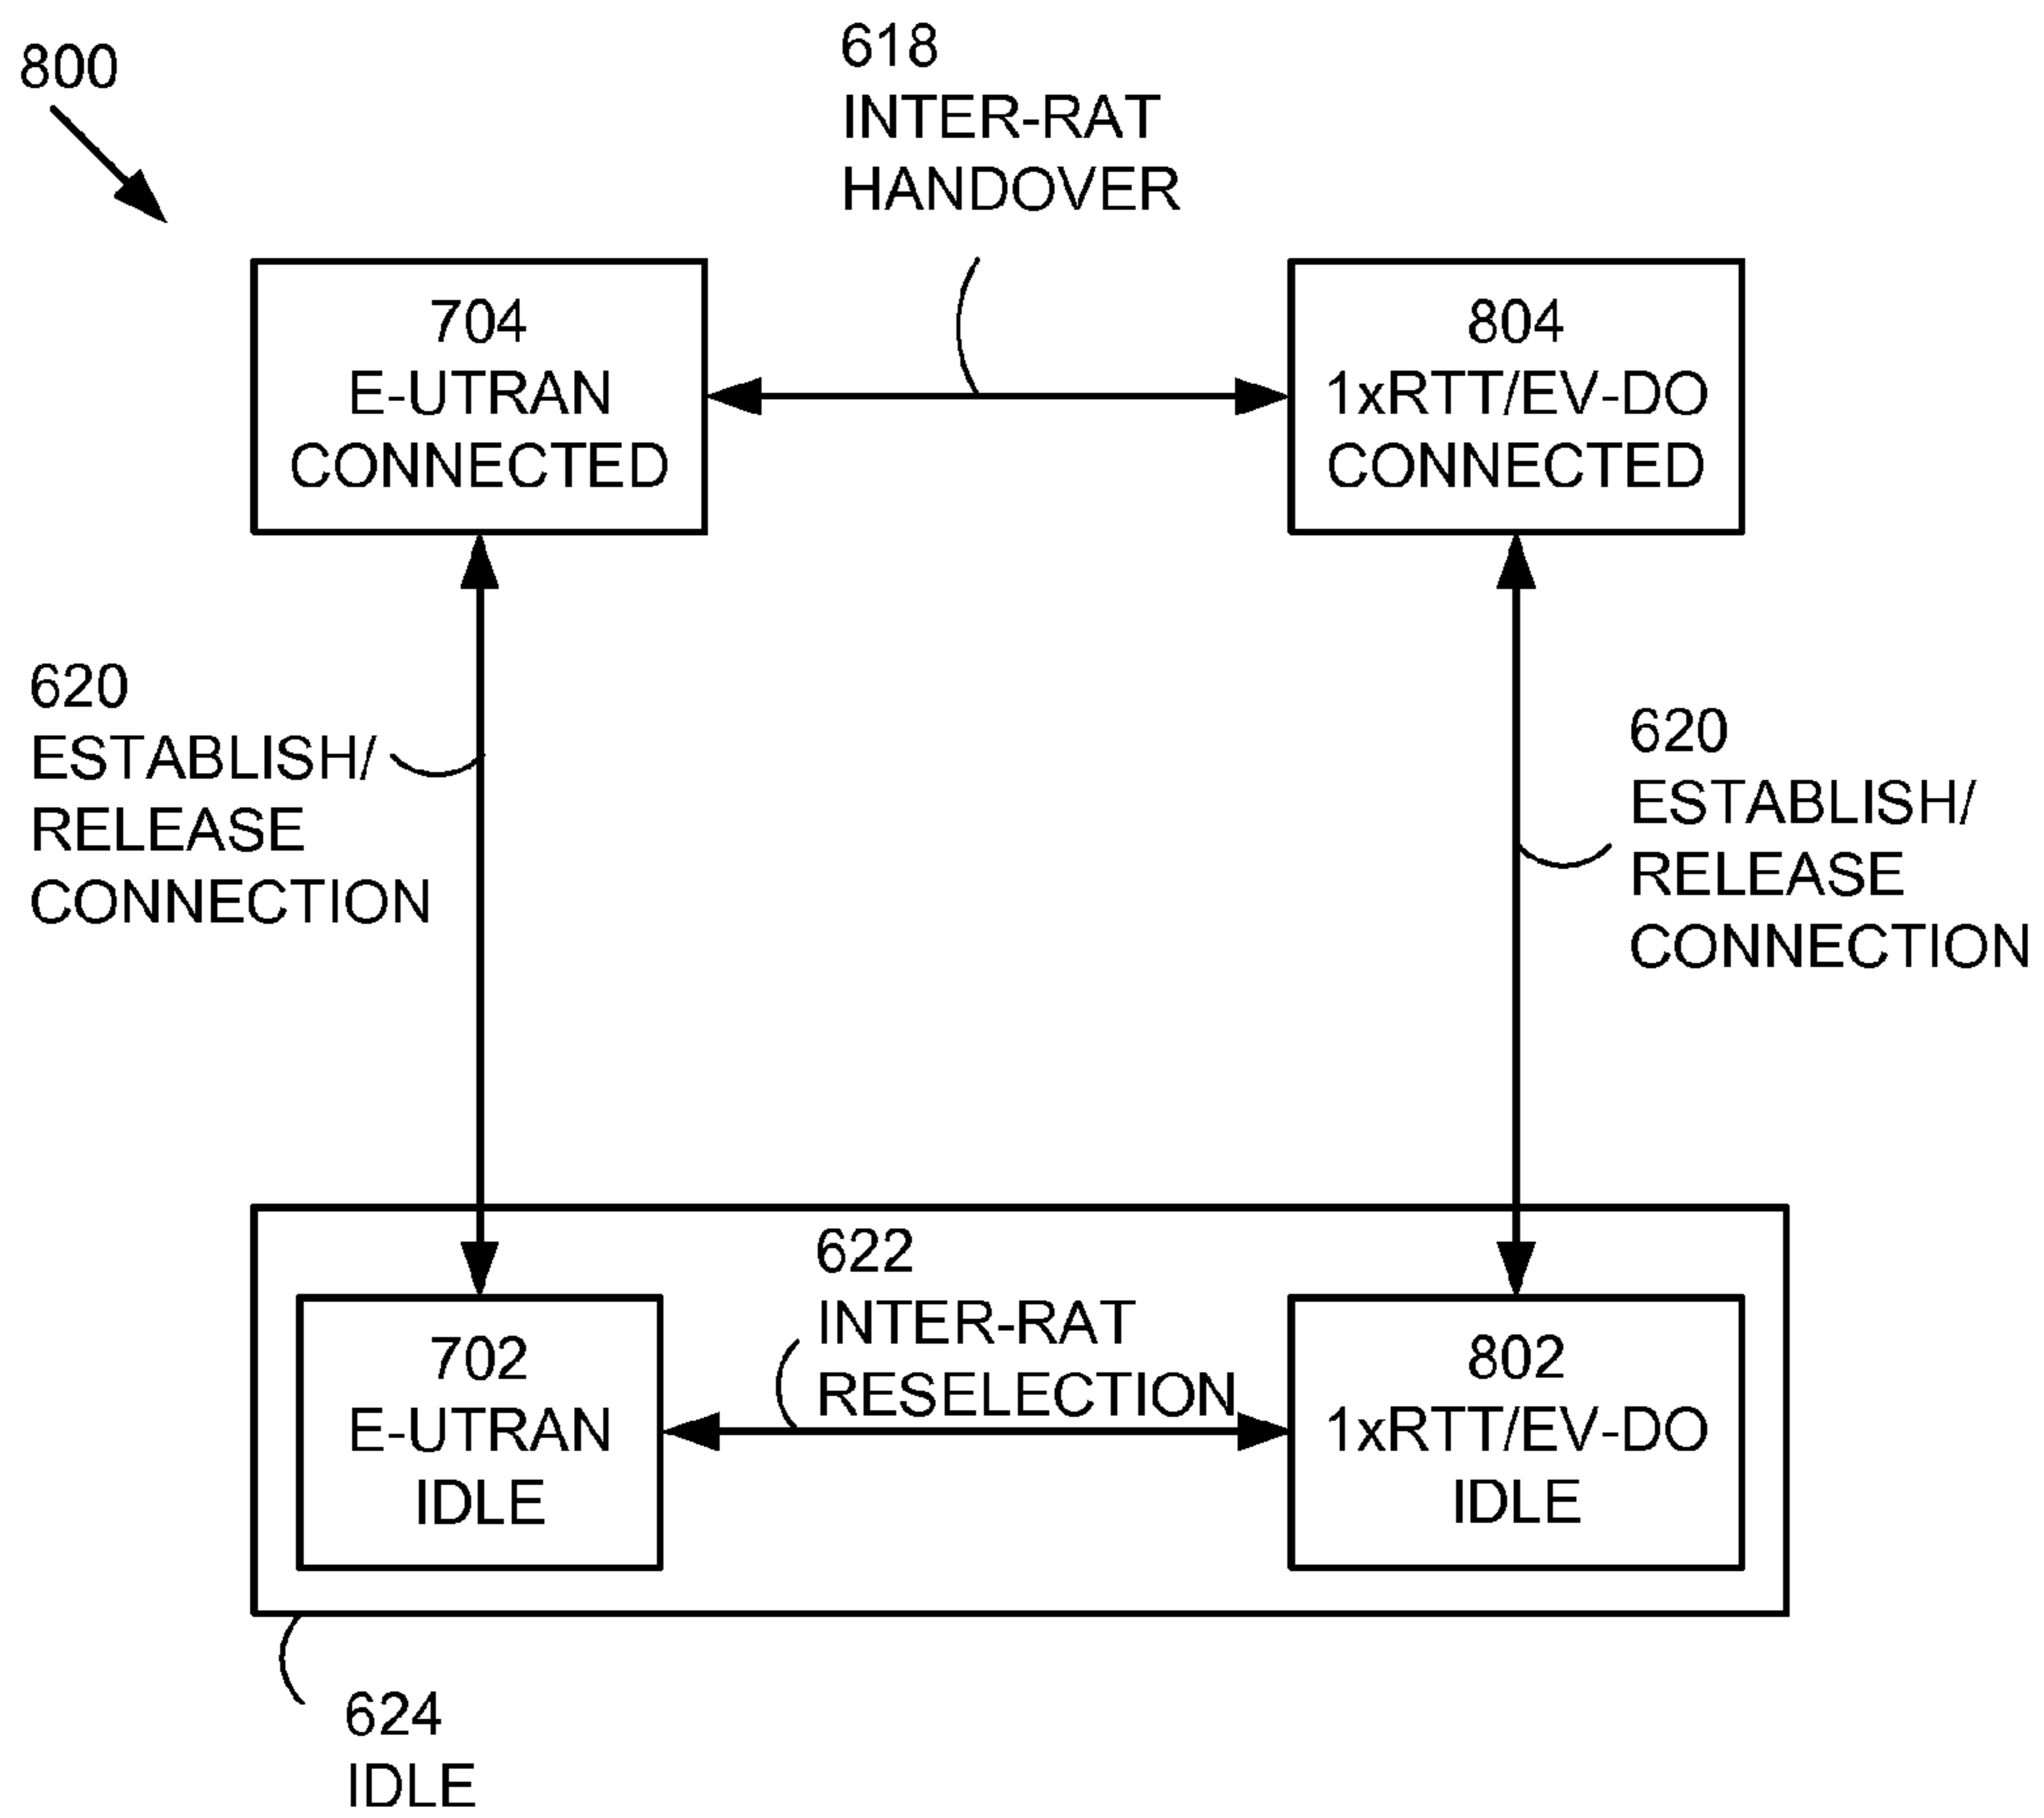 800
618
INTER-RAT
HANDOVER
704
E-UTRAN
CONNECTED
804
1xRTT/EV-DO
CONNECTED
620
ESTABLISH/
RELEASE
CONNECTION
620
ESTABLISH/
RELEASE
CONNECTION
622
INTER-RAT
RESELECTION
702
E-UTRAN
IDLE
802
1xRTT/EV-DO
IDLE
624
IDLE